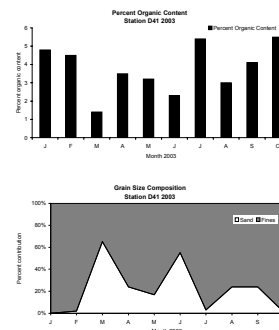 Percent Organic Content
Station D41 2003
Percent Organic Content
6
5
4
3
2
1
0
Percent organic content
J F M A M J J A S O
Month 2003
Grain Size Composition
Station D41 2003
Sand Fines
100%
80%
60%
40%
20%
0%
Percent contribution
J F M A M J J A S